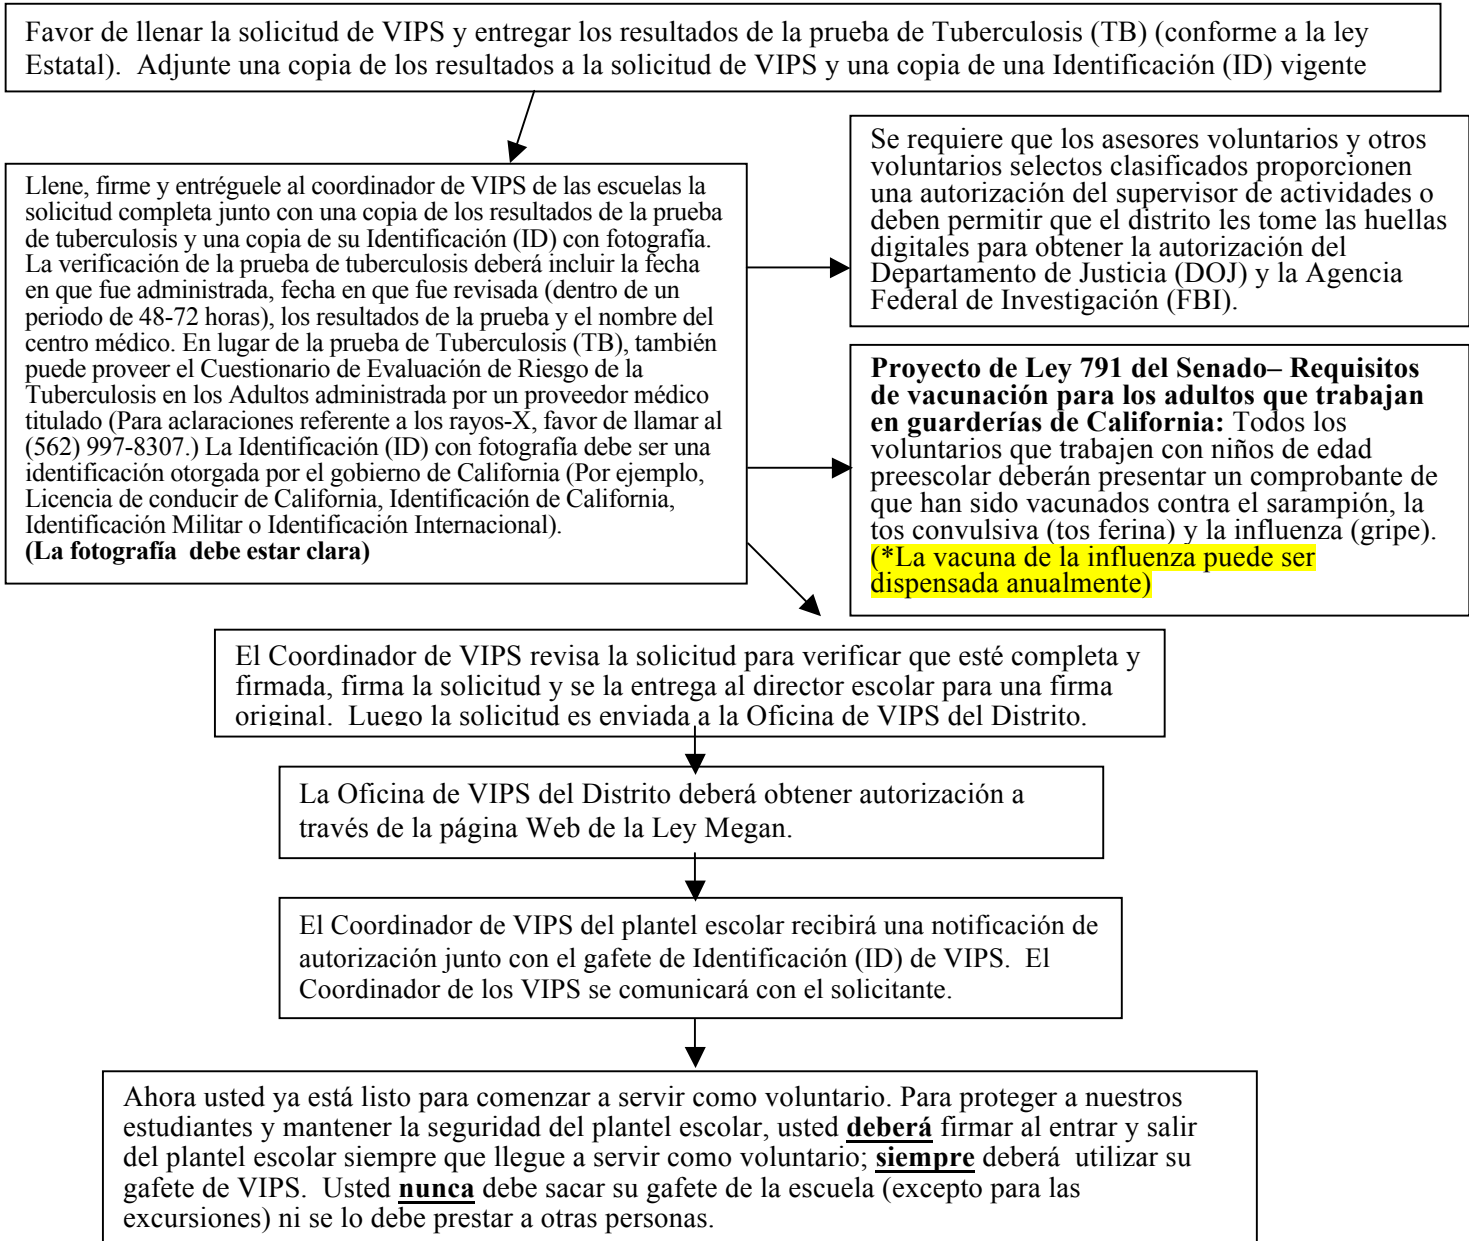 Favor de llenar la solicitud de VIPS y entregar los resultados de la prueba de Tuberculosis (TB) (conforme a la ley
Estatal).  Adjunte una copia de los resultados a la solicitud de VIPS y una copia de una Identificación (ID) vigente
Llene, firme y entréguele al coordinador de VIPS de las escuelas la
solicitud completa junto con una copia de los resultados de la prueba
de tuberculosis y una copia de su Identificación (ID) con fotografía.
La verificación de la prueba de tuberculosis deberá incluir la fecha
en que fue administrada, fecha en que fue revisada (dentro de un
periodo de 48-72 horas), los resultados de la prueba y el nombre del
centro médico. En lugar de la prueba de Tuberculosis (TB), también
puede proveer el Cuestionario de Evaluación de Riesgo de la
Tuberculosis en los Adultos administrada por un proveedor médico
titulado (Para aclaraciones referente a los rayos-X, favor de llamar al
(562) 997-8307.) La Identificación (ID) con fotografía debe ser una
identificación otorgada por el gobierno de California (Por ejemplo,
Licencia de conducir de California, Identificación de California,
Identificación Militar o Identificación Internacional).
(La fotografía  debe estar clara)
Se requiere que los asesores voluntarios y otros
voluntarios selectos clasificados proporcionen
una autorización del supervisor de actividades o
deben permitir que el distrito les tome las huellas
digitales para obtener la autorización del
Departamento de Justicia (DOJ) y la Agencia
Federal de Investigación (FBI).
Proyecto de Ley 791 del Senado– Requisitos
de vacunación para los adultos que trabajan
en guarderías de California: Todos los
voluntarios que trabajen con niños de edad
preescolar deberán presentar un comprobante de
que han sido vacunados contra el sarampión, la
tos convulsiva (tos ferina) y la influenza (gripe).
(*La vacuna de la influenza puede ser
dispensada anualmente)
El Coordinador de VIPS revisa la solicitud para verificar que esté completa y
firmada, firma la solicitud y se la entrega al director escolar para una firma
original.  Luego la solicitud es enviada a la Oficina de VIPS del Distrito.
La Oficina de VIPS del Distrito deberá obtener autorización a
través de la página Web de la Ley Megan.
El Coordinador de VIPS del plantel escolar recibirá una notificación de
autorización junto con el gafete de Identificación (ID) de VIPS.  El
Coordinador de los VIPS se comunicará con el solicitante.
Ahora usted ya está listo para comenzar a servir como voluntario. Para proteger a nuestros
estudiantes y mantener la seguridad del plantel escolar, usted deberá firmar al entrar y salir
del plantel escolar siempre que llegue a servir como voluntario; siempre deberá  utilizar su
gafete de VIPS.  Usted nunca debe sacar su gafete de la escuela (excepto para las
excursiones) ni se lo debe prestar a otras personas.